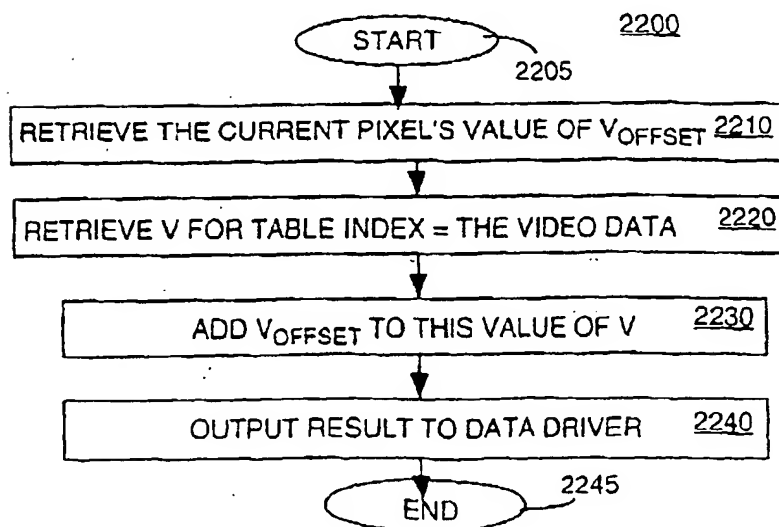 2200
START
2205
RETRIEVE THE CURRENT PIXEL'S VALUE OF VOFFSET 2210
RETRIEVE V FOR TABLE INDEX = THE VIDEO DATA 2220
ADD VOFFSET TO THIS VALUE OF V 2230
OUTPUT RESULT TO DATA DRIVER 2240
2245
END